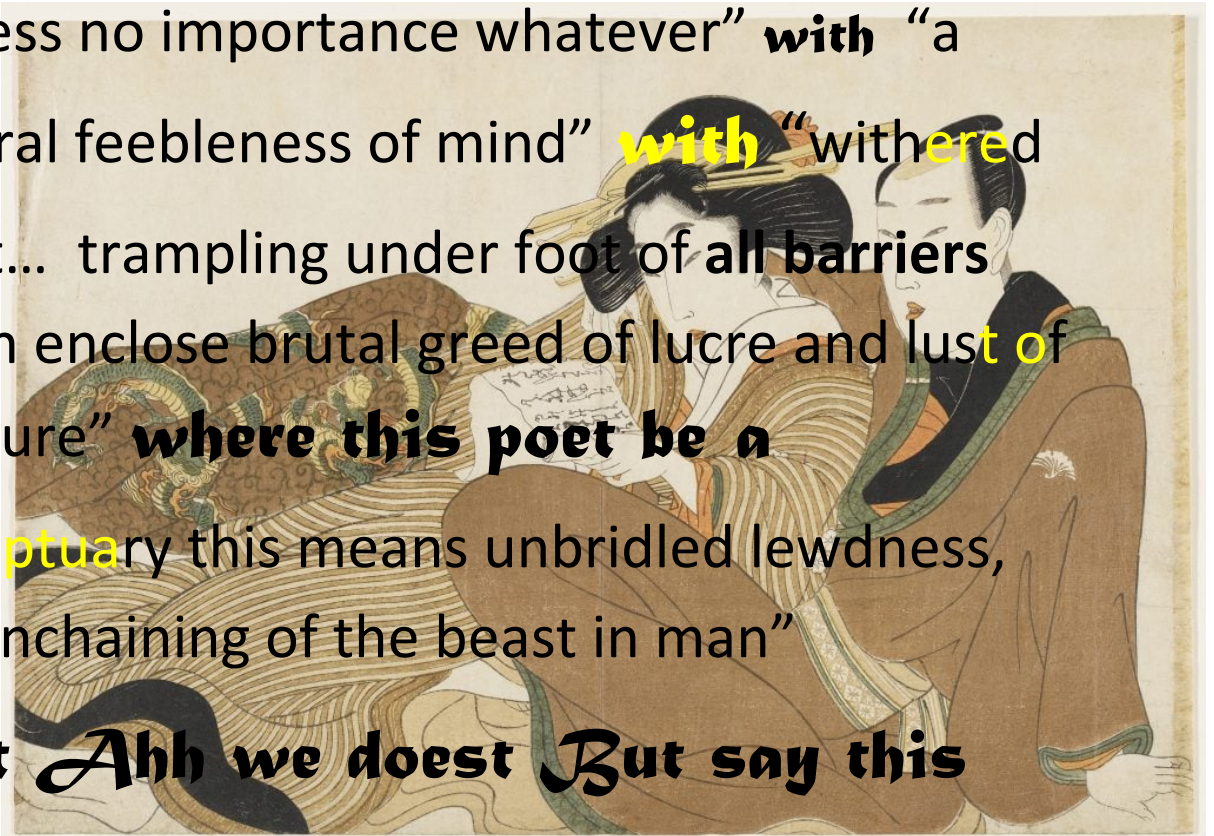 ess no importance whatever” with “a
ral feebleness of mind” with “withered
t… trampling under foot of all barriers
n enclose brutal greed of lucre and lust of
ure” where this poet be a
ptuary this means unbridled lewdness,
nchaining of the beast in man”
t Ahh we doest But say this